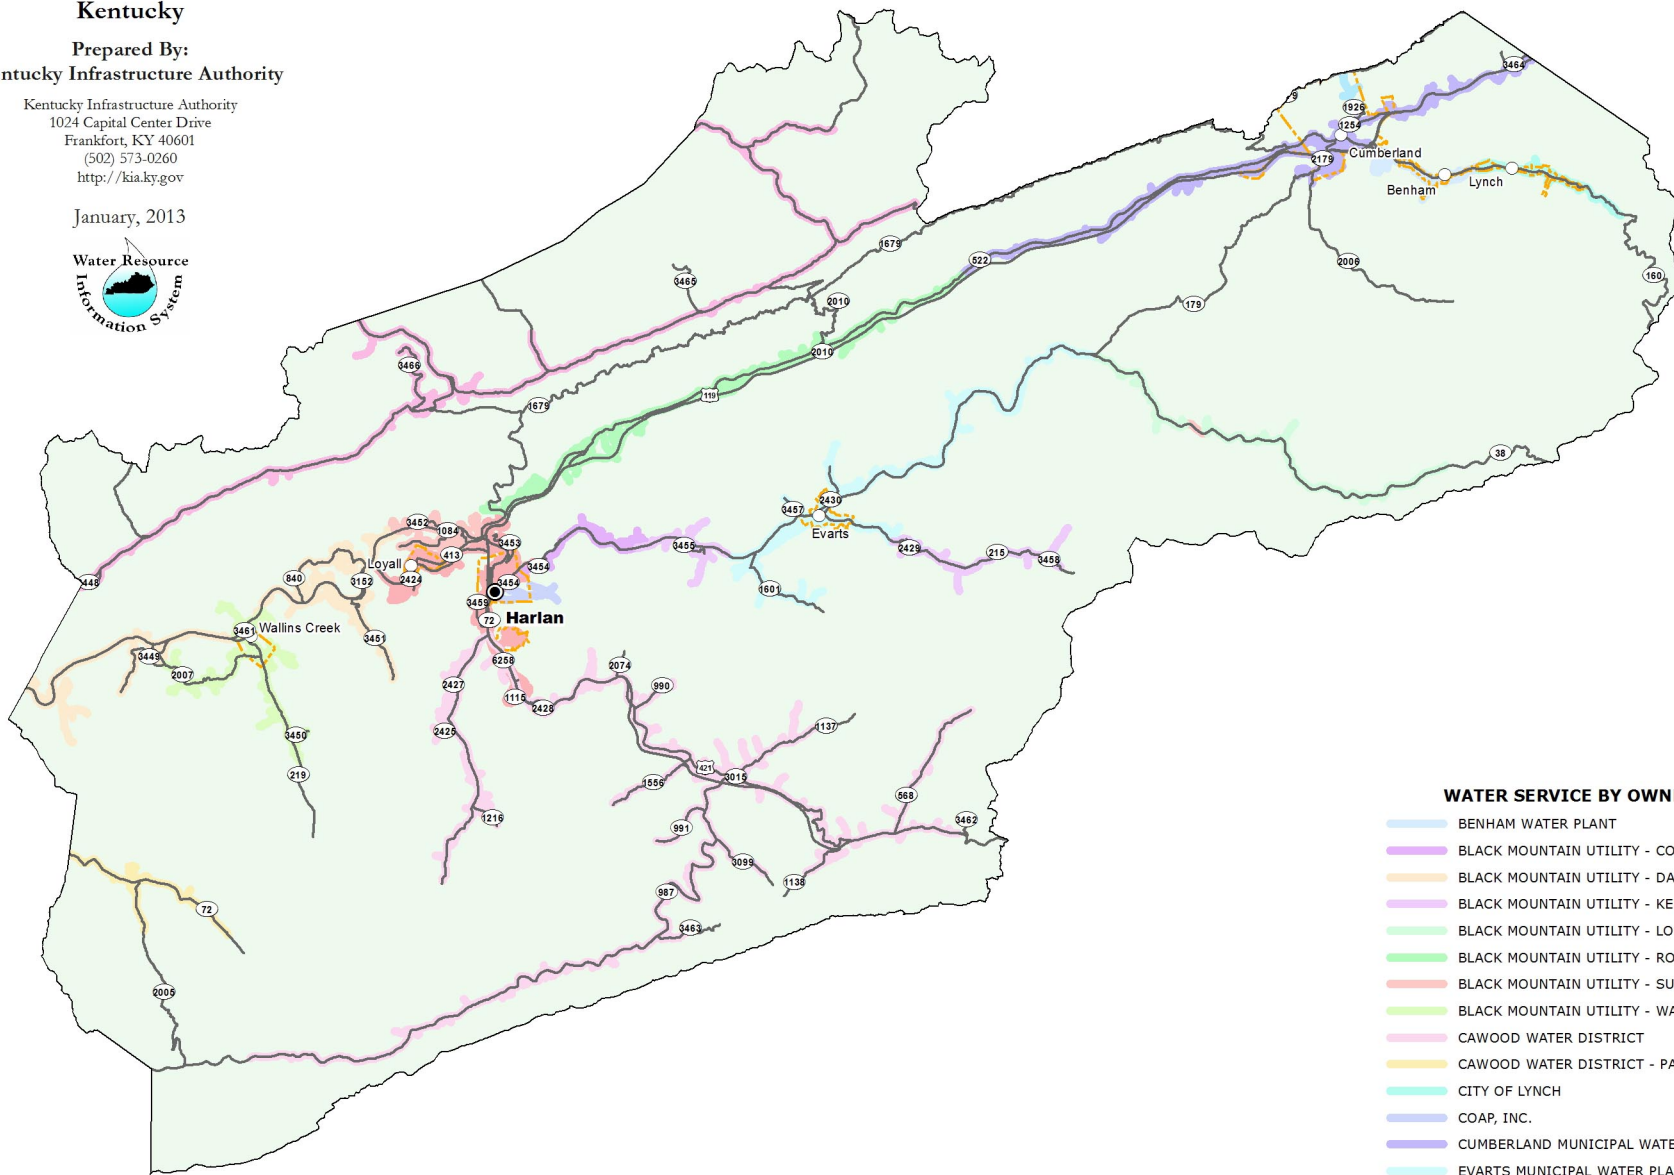 Kentucky
Prepared By:
ntucky Infrastructure Authority
Kentucky Infrastructure Authority
1024 Capital Center Drive
Frankfort, KY 40601
(502) 573-0260
http://kia.ky.gov
January, 2013
Water Resource
Information System
3464
9
1926
1254
Cumberland
2179
Benham
Lynch
1679
522
2006
160
3465
2010
179
2010
3466
119
1679
38
2430
3457
Evarts
3452
1084
3453
3455
2429
215
3458
413
3454
Loyall
448
840
3152
2424
3454
1601
3459
Harlan
72
3461
Wallins Creek
3451
3449
2007
6258
2074
2427
1115
990
2428
2425
1137
3450
421
219
3015
1556
568
1216
991
3462
3099
1138
987
72
3463
2005
WATER SERVICE BY OWN
BENHAM WATER PLANT
BLACK MOUNTAIN UTILITY - CO
BLACK MOUNTAIN UTILITY - DA
BLACK MOUNTAIN UTILITY - KE
BLACK MOUNTAIN UTILITY - LO
BLACK MOUNTAIN UTILITY - RO
BLACK MOUNTAIN UTILITY - SU
BLACK MOUNTAIN UTILITY - WA
CAWOOD WATER DISTRICT
CAWOOD WATER DISTRICT - PA
CITY OF LYNCH
COAP, INC.
CUMBERLAND MUNICIPAL WATE
EVARTS MUNICIPAL WATER PLA